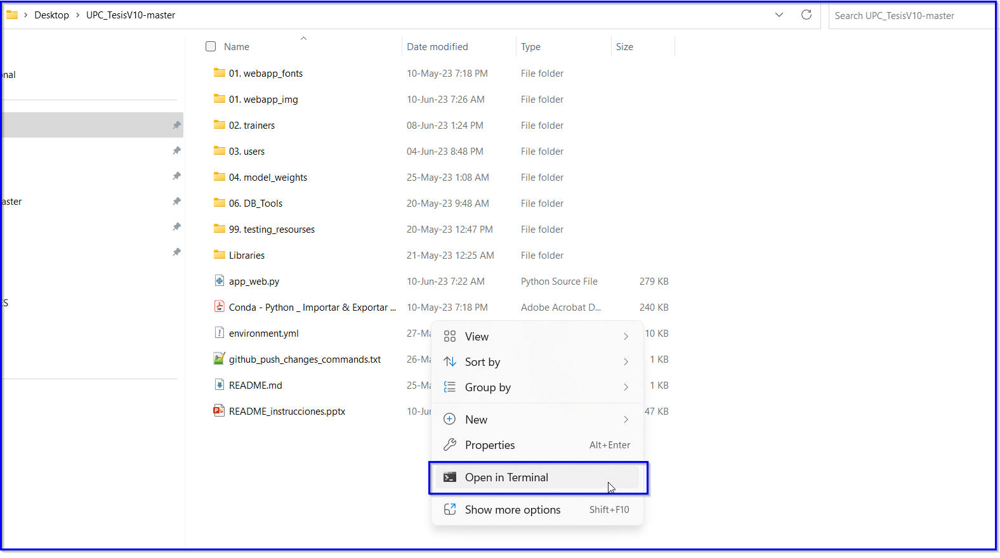 Desktop > UPC_TesisV10-master
Search UPC_TesisV10-master
Name Date modified Type Size
onal
01. webapp_fonts 10-May-23 7:18 PM File folder
01. webapp_img 10-Jun-23 7:26 AM File folder
02. trainers 08-Jun-23 1:24 PM File folder
03. users 04-Jun-23 8:48 PM File folder
04. model_weights 25-May-23 1:08 AM File folder
aster
06. DB_Tools 20-May-23 9:48 AM File folder
99. testing_resourses 20-May-23 12:47 PM File folder
Libraries 21-May-23 12:25 AM File folder
app_web.py 10-Jun-23 7:22 AM Python Source File 279 KB
ES
Conda - Python _ Importar & Exportar ... 10-May-23 7:18 PM Adobe Acrobat D... 240 KB
environment.yml 27-Ma 10 KB
github_push_changes_commands.txt 26-Ma 1 KB
README.md 25-Ma 1 KB
README_instrucciones.pptx 10-Ju 47 KB
View
Sort by
Group by
New
Properties Alt+Enter
Open in Terminal
Show more options Shift+F10